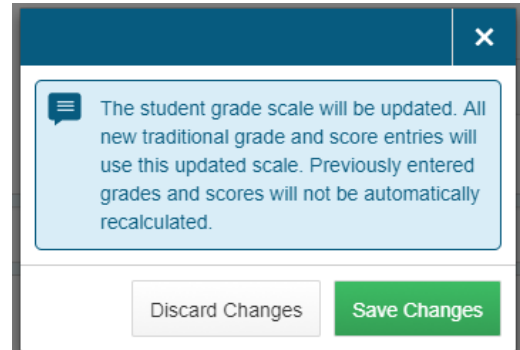 The student grade scale will be updated. All
new traditional grade and score entries will
use this updated scale. Previously entered
grades and scores will not be automatically
recalculated.
Discard Changes
Save Changes